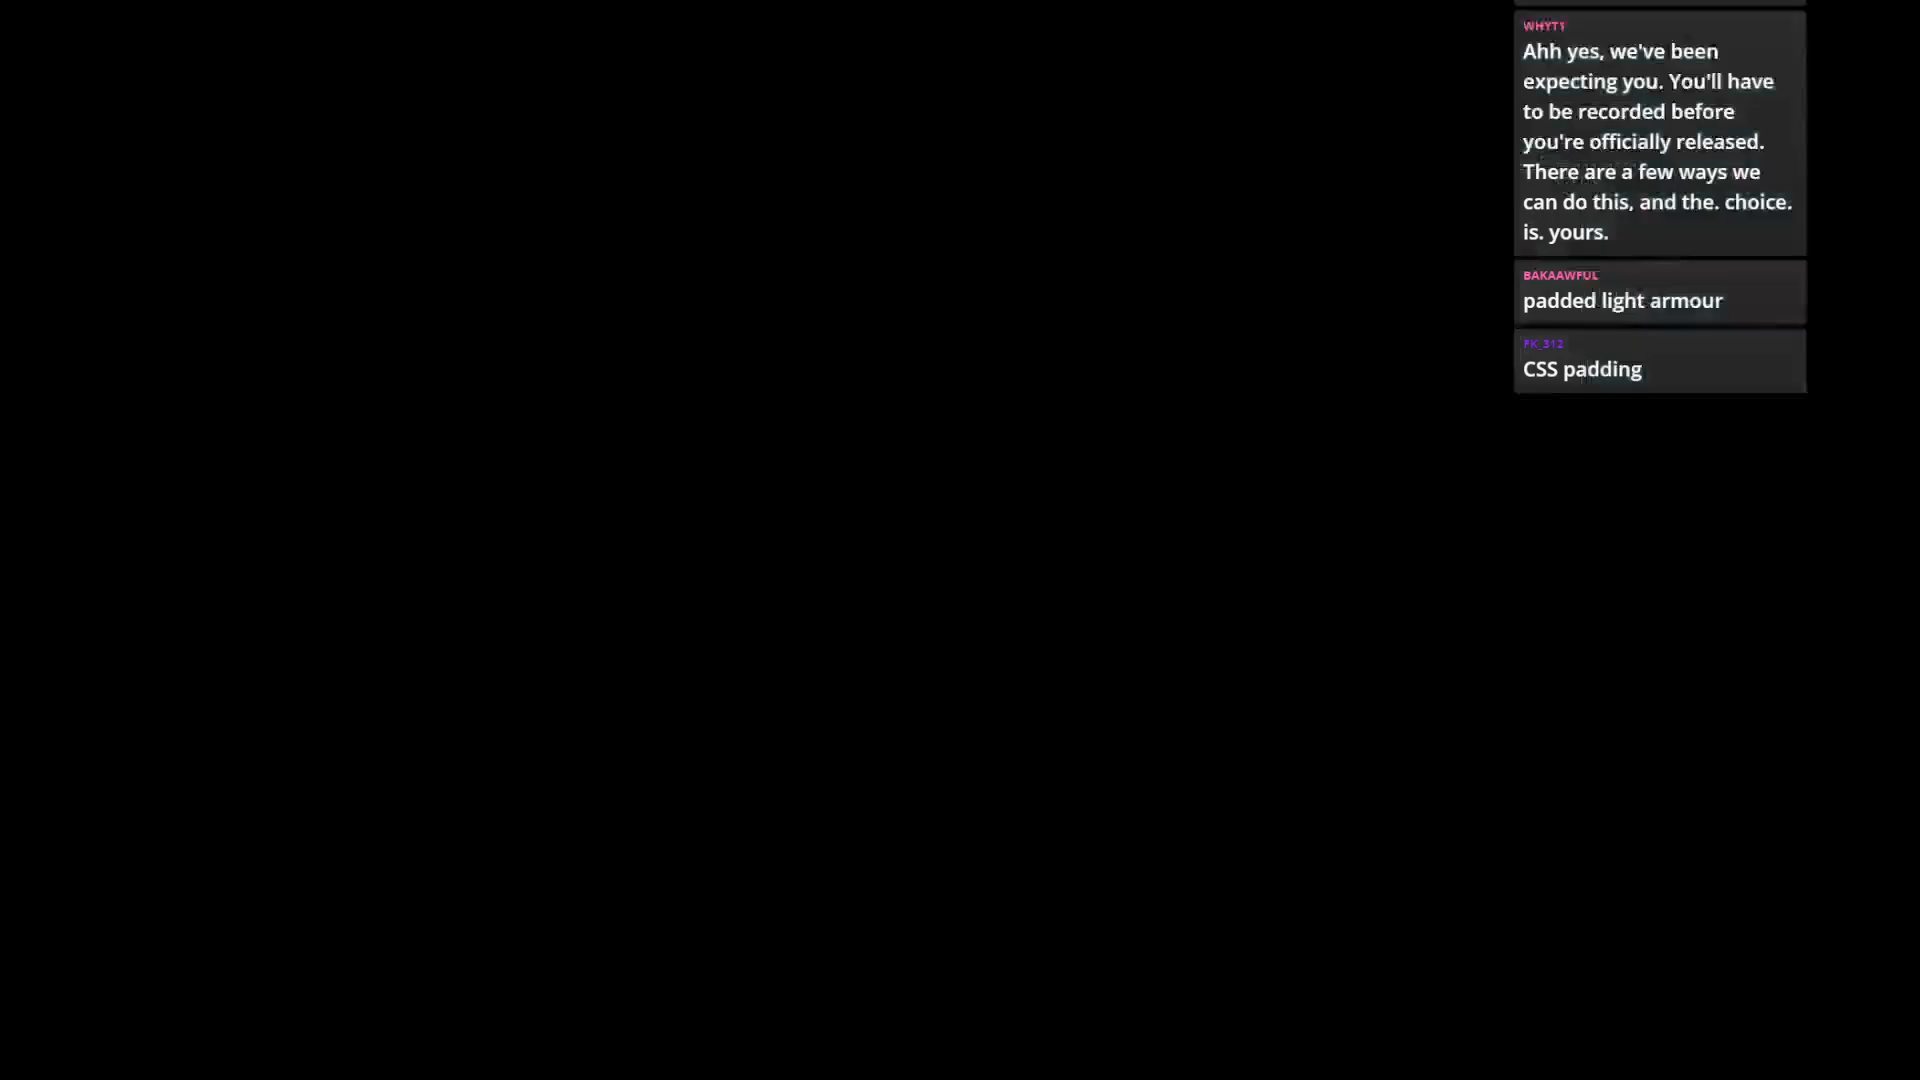 WHYT1
Ahh yes, we've been
expecting you. You'll have
to be recorded before
you're officially released.
There are a few ways we
can do this, and the. choice.
is. yours.
BAKAAWFUL
padded light armour
PK_312
CSS padding